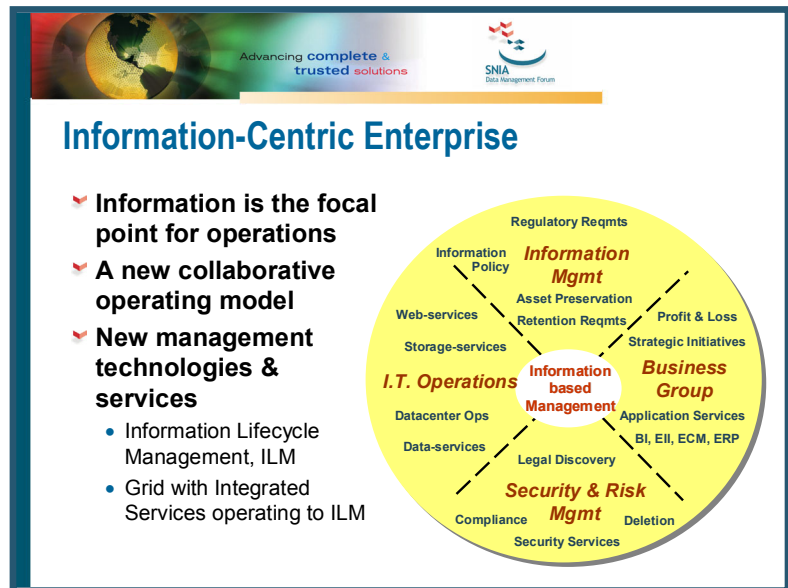 Advancing complete &
trusted solutions
SNIA
Data Management Forum
Information-Centric Enterprise
Information is the focal
point for operations
A new collaborative
operating model
New management
technologies &
services
• Information Lifecycle
Management, ILM
• Grid with Integrated
Services operating to ILM
Regulatory Reqmts
Information
Policy
Information
Mgmt
Asset Preservation
Retention Reqmts
Web-services
Storage-services
I.T. Operations
Datacenter Ops
Data-services
Information
based
Management
Profit & Loss
Strategic Initiatives
Business
Group
Application Services
BI, EII, ECM, ERP
Legal Discovery
Security & Risk
Mgmt
Compliance
Deletion
Security Services